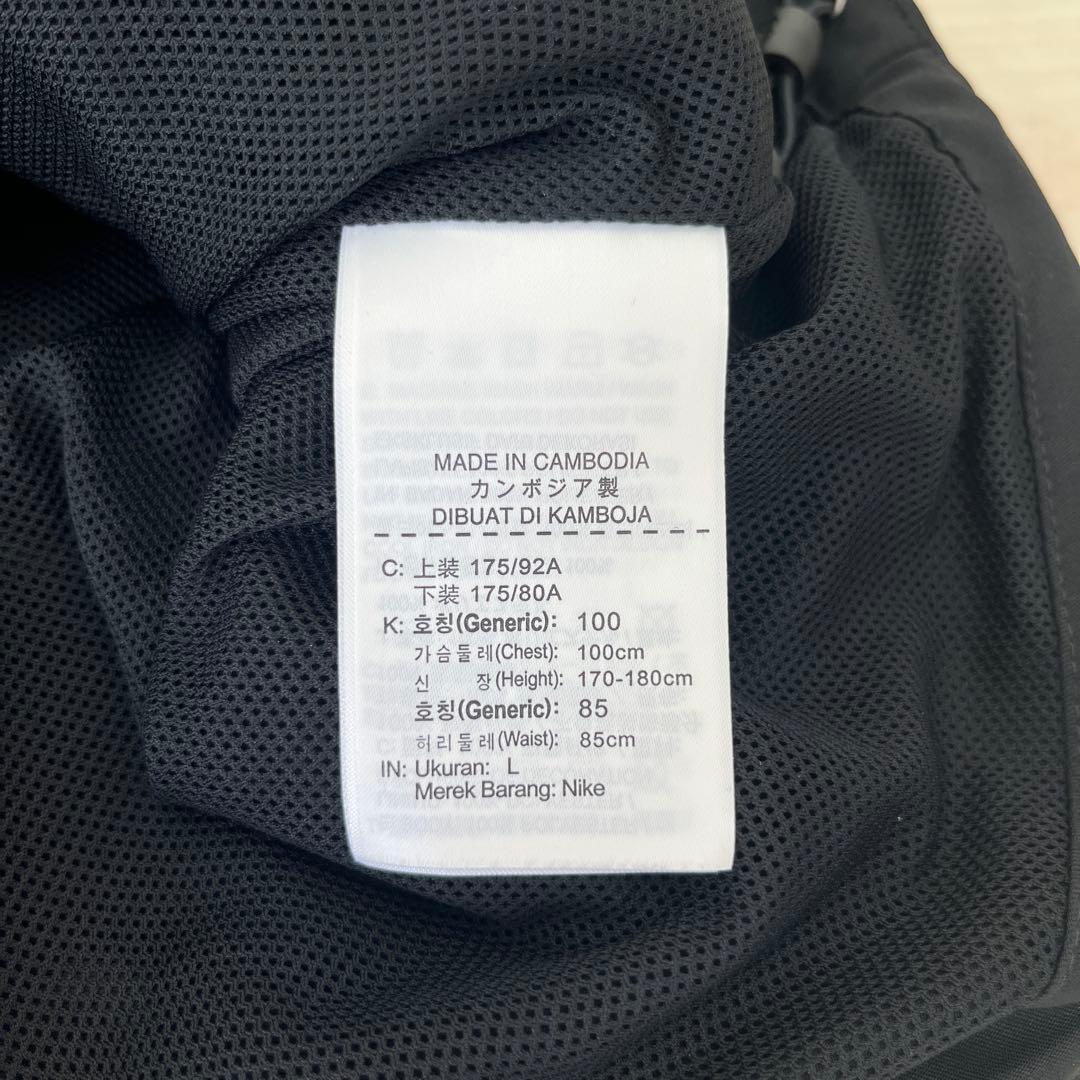 MADE IN CAMBODIA
カンボジア製
DIBUAT DI KAMBOJA
C: 上装 175/92A
下装 175/80A
K: 호칭(Generic): 100
가슴둘레(Chest): 100cm
신 장(Height): 170-180cm
호칭(Generic): 85
허리둘레(Waist): 85cm
IN: Ukuran: L
Merek Barang: Nike